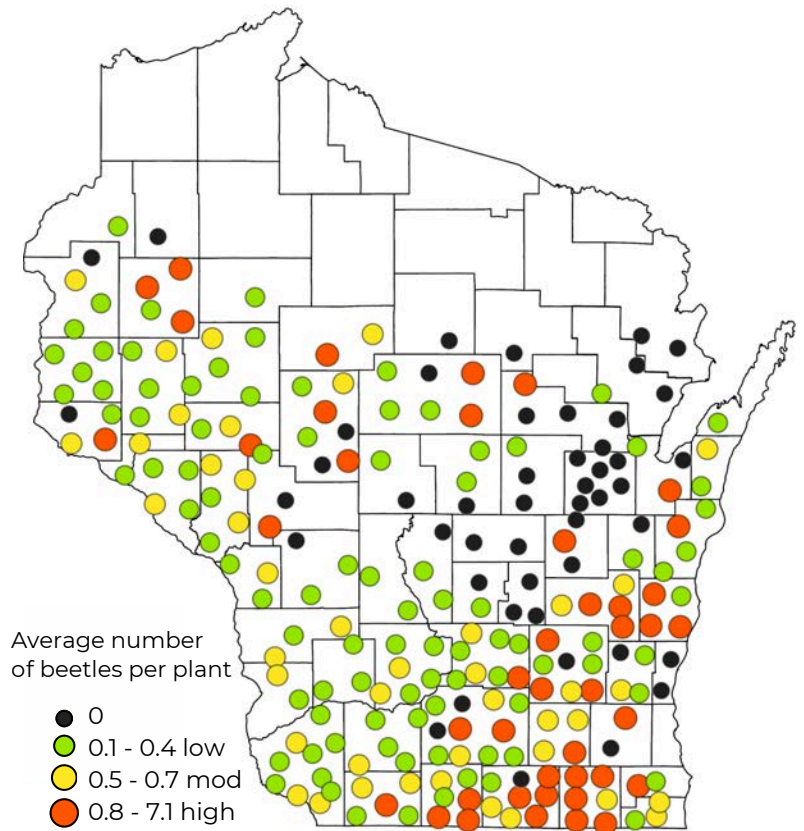 Average number
of beetles per plant
0
0.1 - 0.4 low
0.5 - 0.7 mod
0.8 - 7.1 high